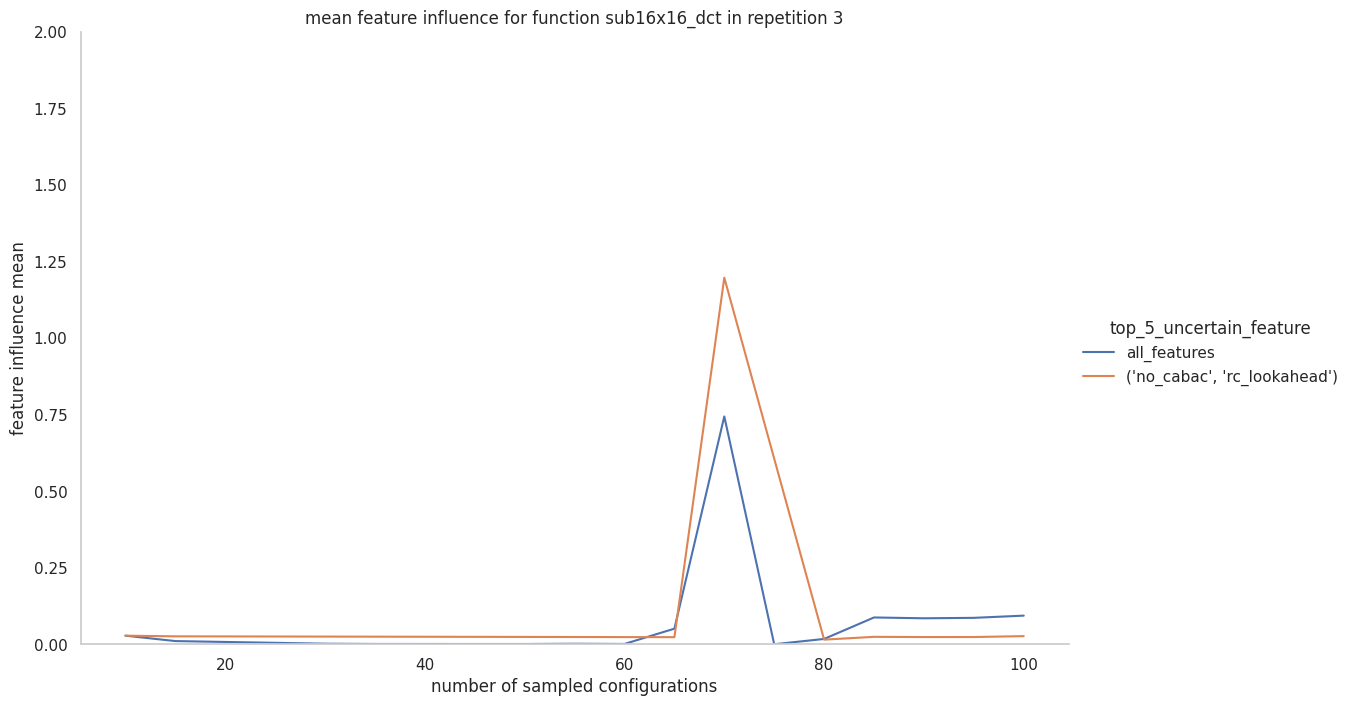 mean feature influence for function sub16x16_dct in repetition 3
2.00
1.75
1.50
1.25
1.00
0.75
0.50
0.25
0.00
feature influence mean
20
40
60
80
100
number of sampled configurations
top_5_uncertain_feature
all_features
('no_cabac', 'rc_lookahead')